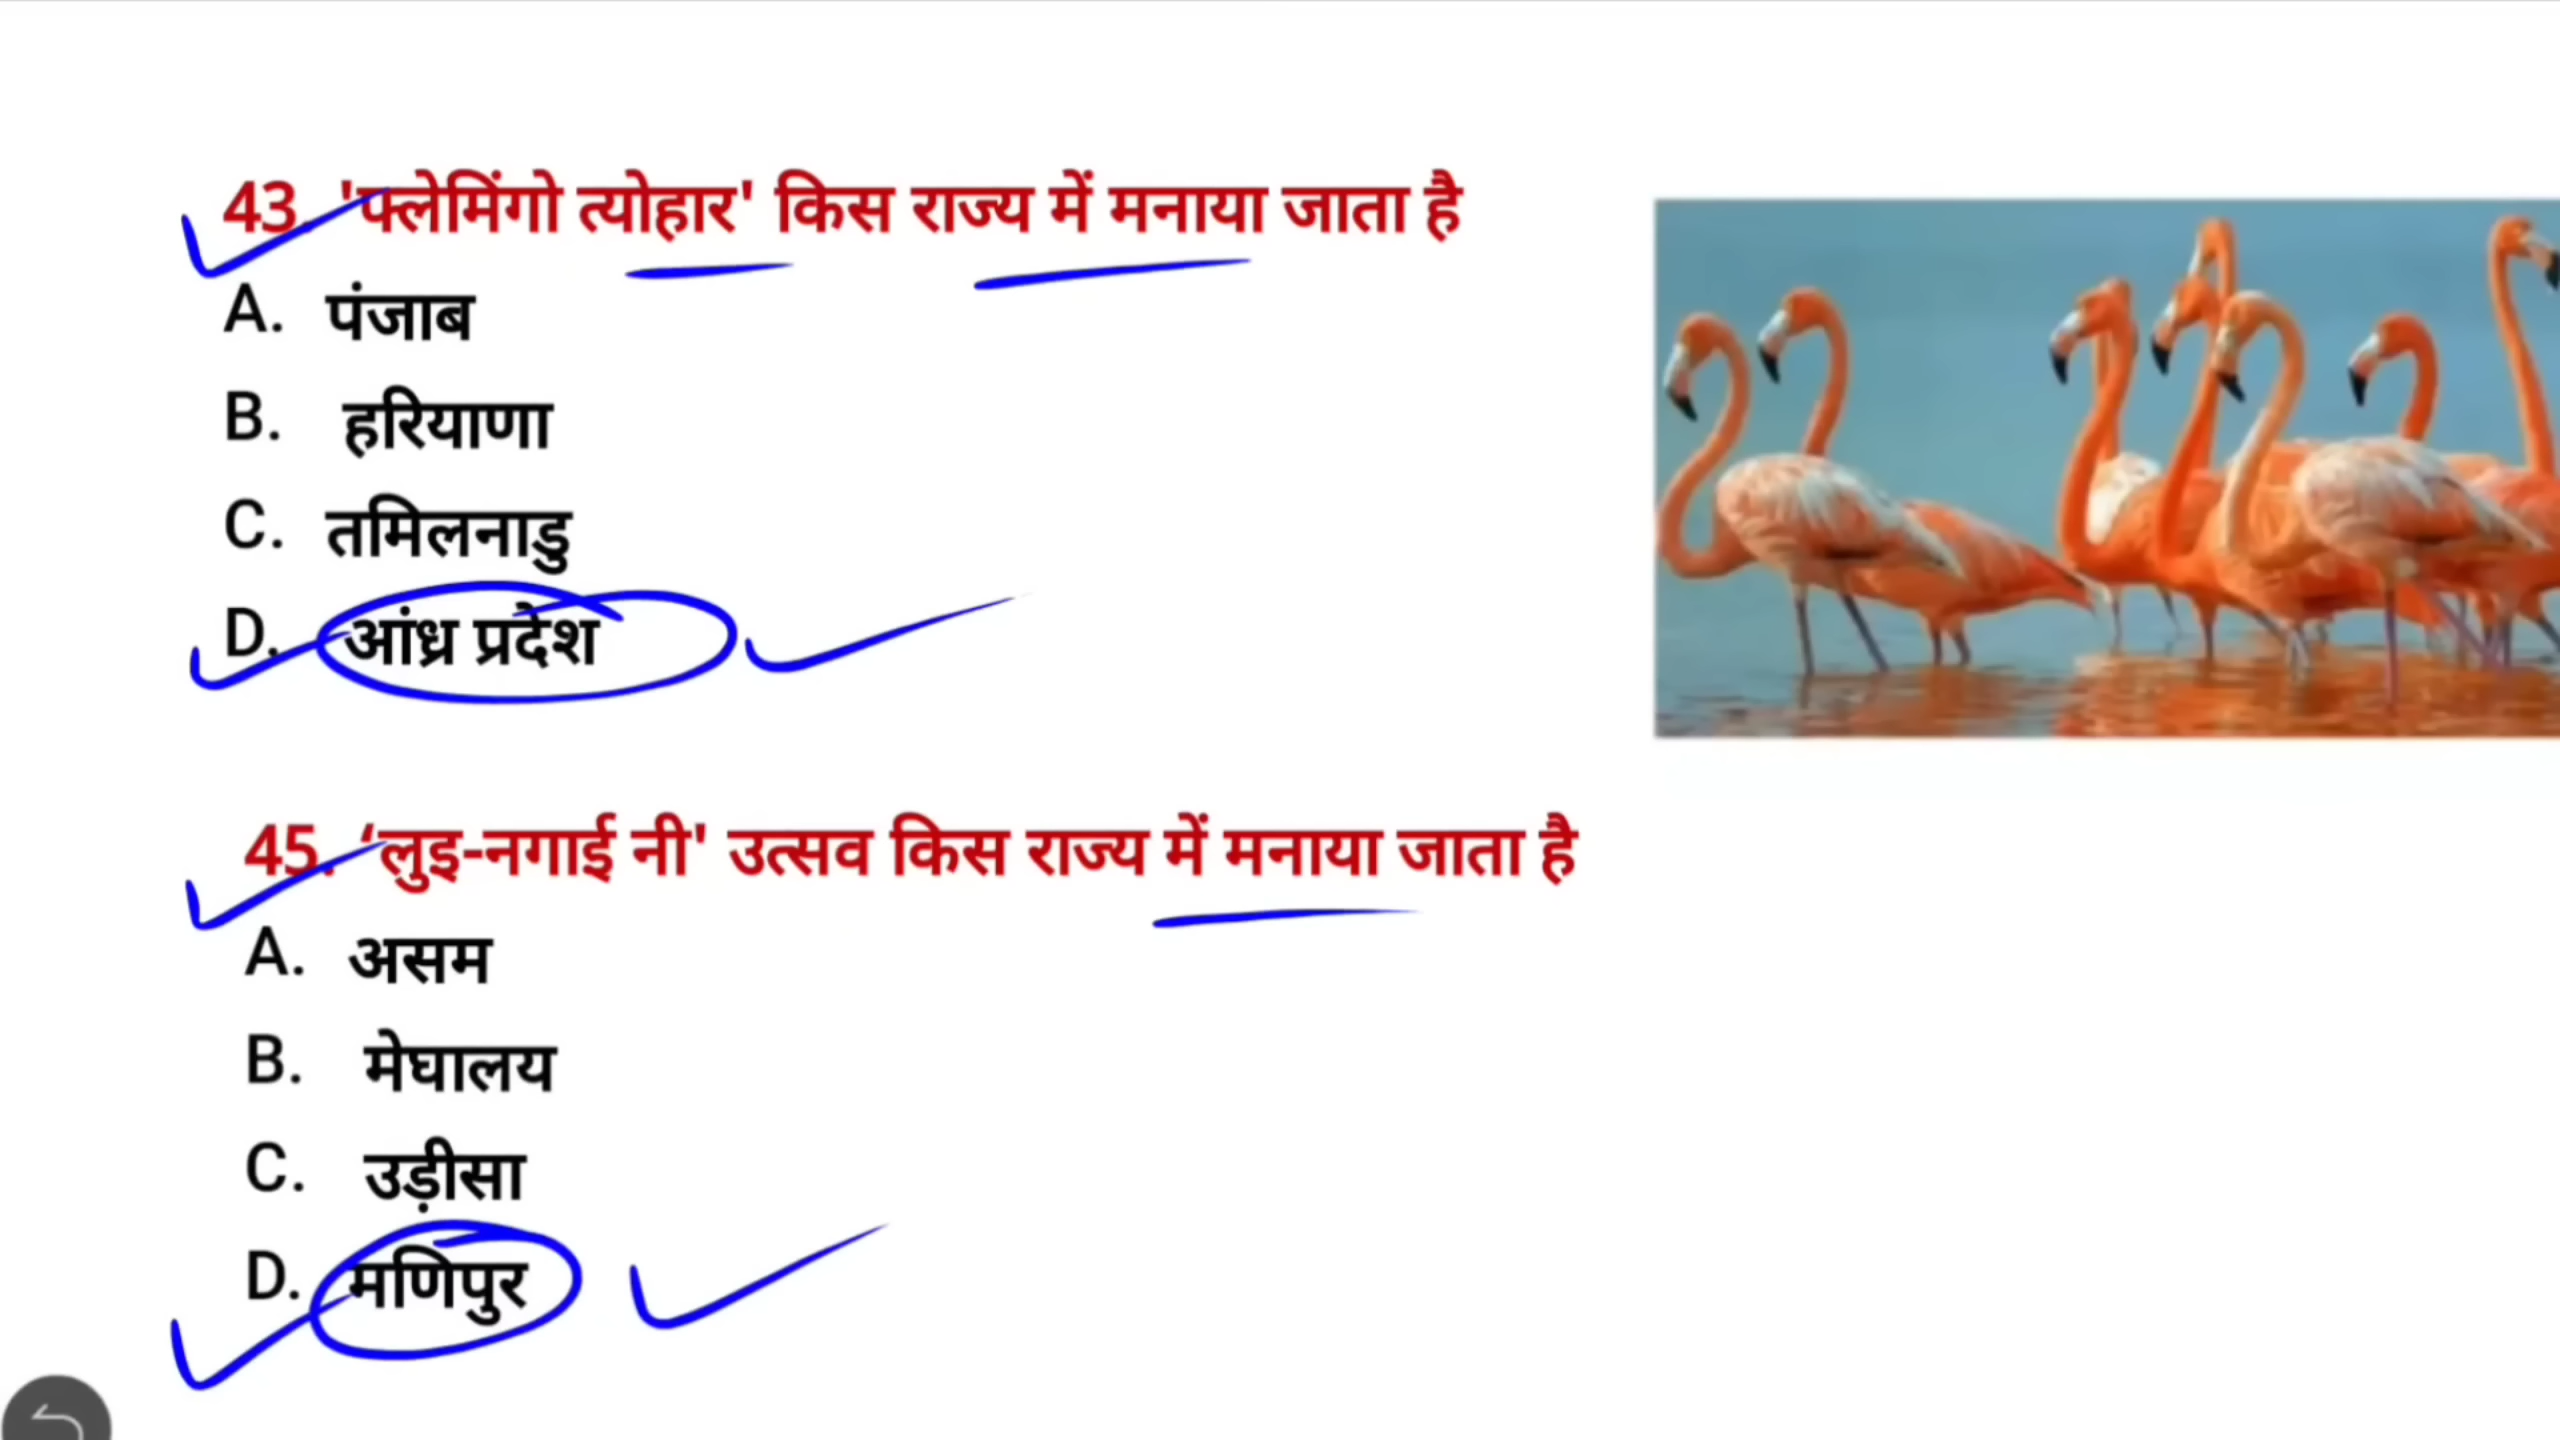 43. 'फ्लेमिंगो त्योहार' किस राज्य में मनाया जाता है
A. पंजाब
B. हरियाणा
C. तमिलनाडु
D. आंध्र प्रदेश
45. ‘लुइ-नगाई नी' उत्सव किस राज्य में मनाया जाता है
A. असम
B. मेघालय
C. उड़ीसा
D. मणिपुर